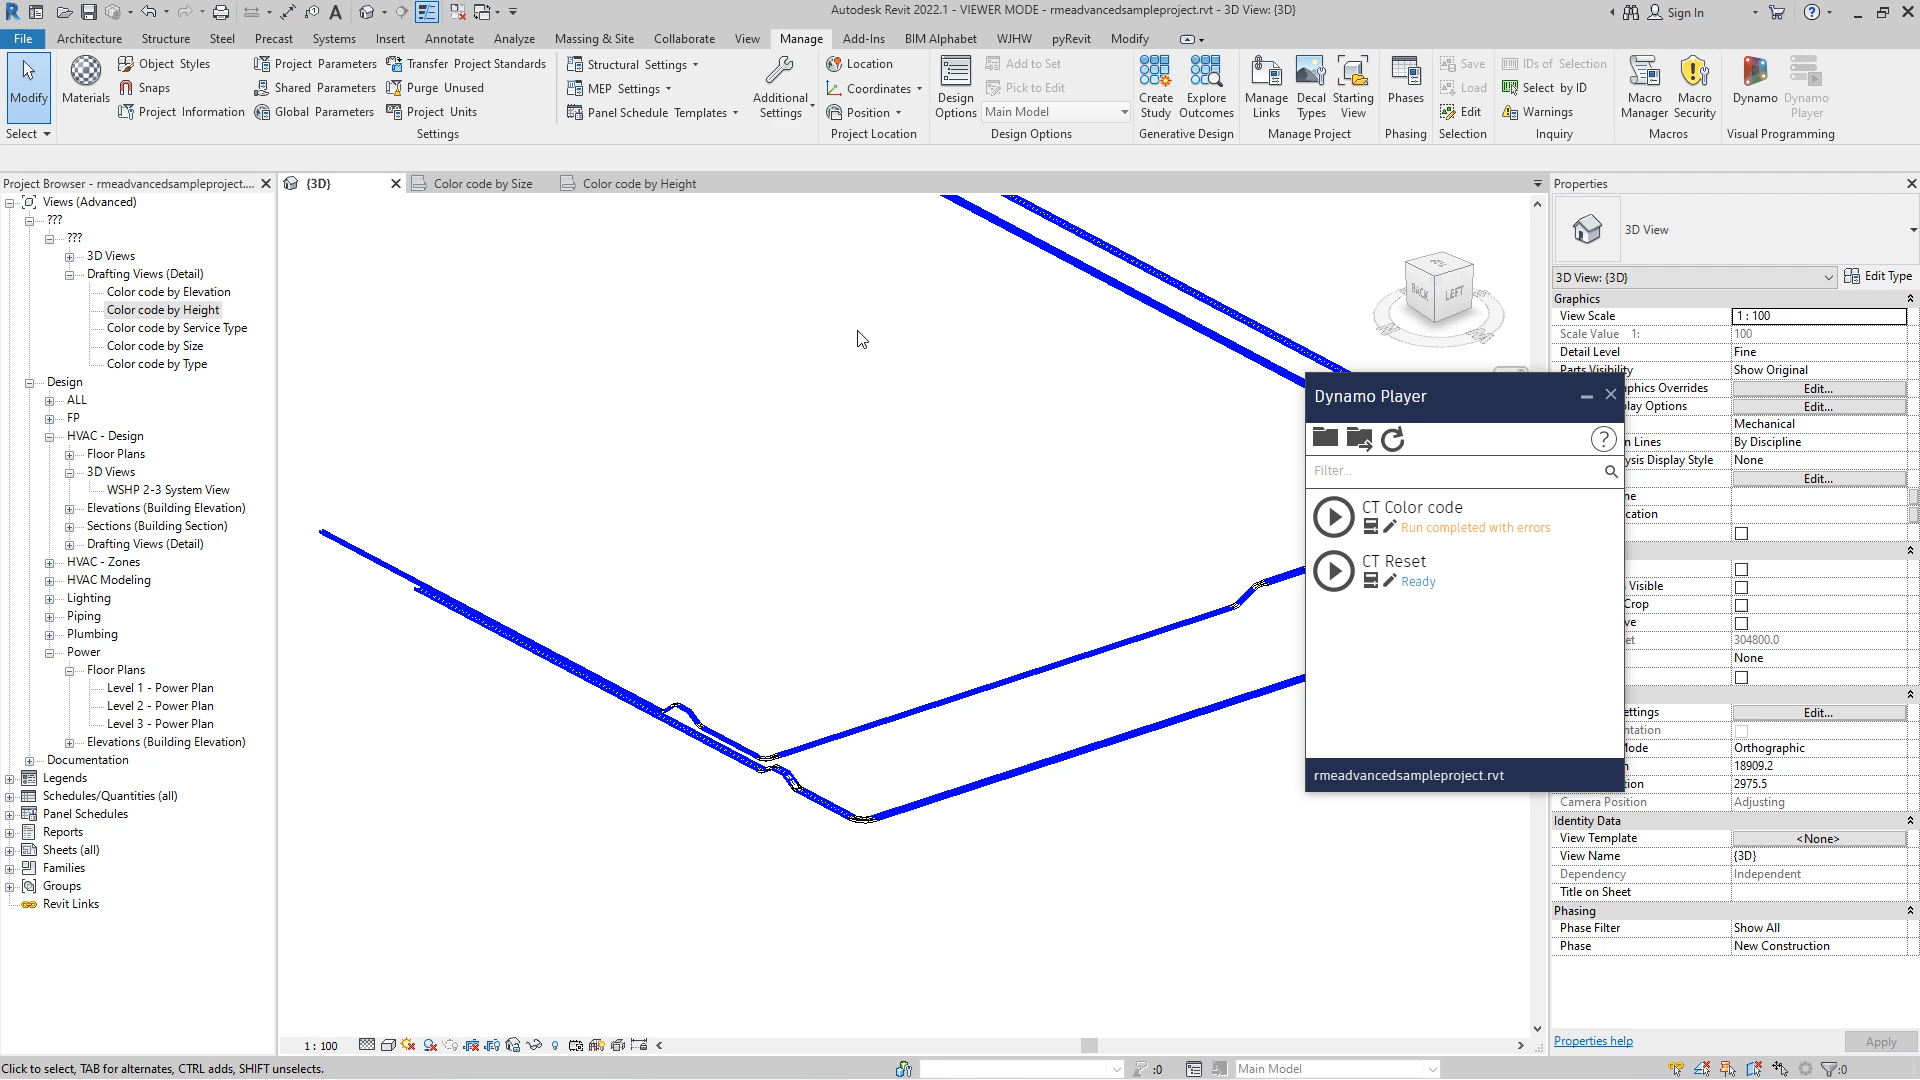 Autodesk Revit 2022.1 - VIEWER MODE - rmeadvancedsampleproject.rvt - 3D View: {3D}
Sign In
File Architecture Structure Steel Precast Systems Insert Annotate Analyze Massing & Site Collaborate View Manage Add-Ins BIM Alphabet WJHW pyRevit Modify
Modify
Materials
Object Styles
Snaps
Project Information
Project Parameters
Shared Parameters
Global Parameters
Transfer Project Standards
Purge Unused
Project Units
Structural Settings
MEP Settings
Panel Schedule Templates
Additional Settings
Location
Coordinates
Position
Design Options
Add to Set
Pick to Edit
Main Model
Create Study
Explore Outcomes
Manage Links
Decal Types
Starting View
Phases
Save
Load
Edit
IDs of Selection
Select by ID
Warnings
Macro Manager
Macro Security
Dynamo
Dynamo Player
Select Settings Project Location Design Options Generative Design Manage Project Phasing Selection Inquiry Macros Visual Programming
Project Browser - rmeadvancedsampleproject....
{3D}
Color code by Size
Color code by Height
Views (Advanced)
???
???
3D Views
Drafting Views (Detail)
Color code by Elevation
Color code by Height
Color code by Service Type
Color code by Size
Color code by Type
Design
ALL
FP
HVAC - Design
Floor Plans
3D Views
WSHP 2-3 System View
Elevations (Building Elevation)
Sections (Building Section)
Drafting Views (Detail)
HVAC - Zones
HVAC Modeling
Lighting
Piping
Plumbing
Power
Floor Plans
Level 1 - Power Plan
Level 2 - Power Plan
Level 3 - Power Plan
Elevations (Building Elevation)
Documentation
Legends
Schedules/Quantities (all)
Panel Schedules
Reports
Sheets (all)
Families
Groups
Revit Links
BACK LEFT
Dynamo Player
Filter...
CT Color code
Run completed with errors
CT Reset
Ready
rmeadvancedsampleproject.rvt
Properties
3D View
3D View: {3D} Edit Type
Graphics
View Scale 1 : 100
Scale Value 1: 100
Detail Level Fine
Parts Visibility Show Original
phics Overrides Edit...
lay Options Edit...
Mechanical
n Lines By Discipline
ysis Display Style None
Edit...
ne
cation
Visible
Crop
ve
et 304800.0
None
ettings Edit...
ntation
Mode Orthographic
n 18909.2
tion 2975.5
Camera Position Adjusting
Identity Data
View Template <None>
View Name {3D}
Dependency Independent
Title on Sheet
Phasing
Phase Filter Show All
Phase New Construction
Properties help Apply
1 : 100
Click to select, TAB for alternates, CTRL adds, SHIFT unselects.
:0
Main Model
:0